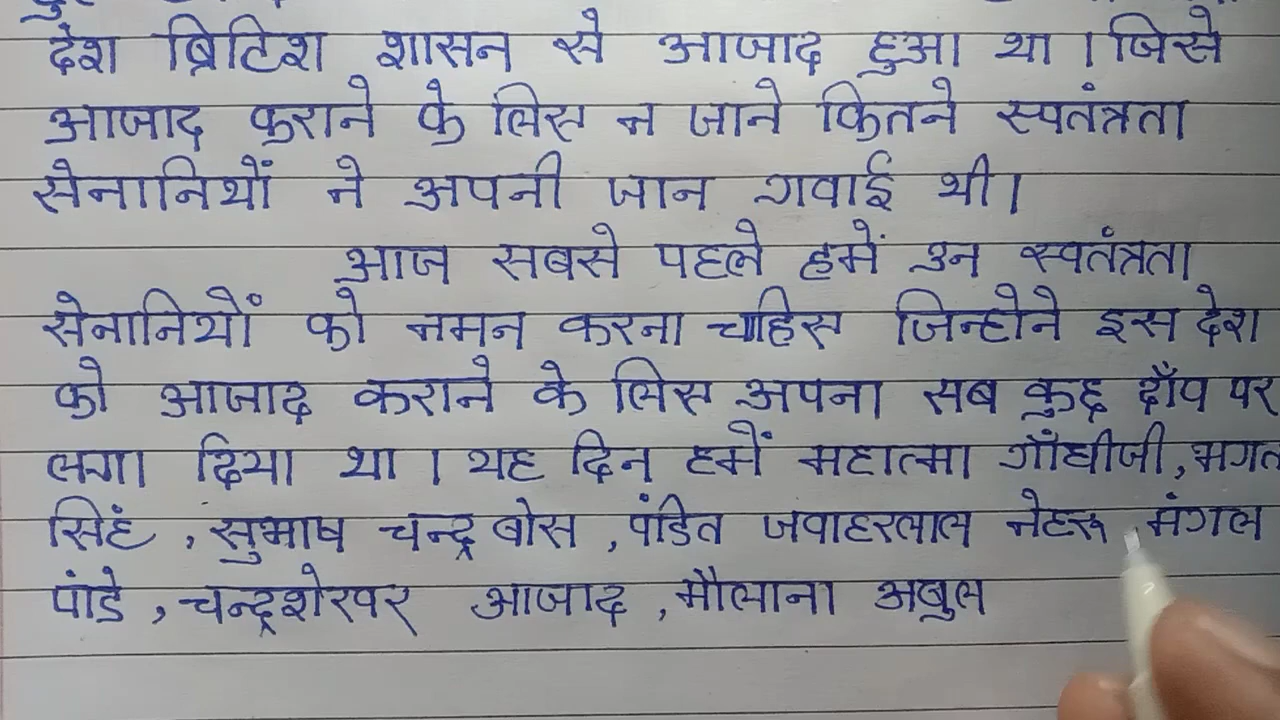 देश ब्रिटिश शासन से आजाद हुआ था । जिसे
आजाद कराने के लिए न जाने कितने स्वतंत्रता
सेनानियों ने अपनी जान गवाई थी।
आज सबसे पहले हमें उन स्वतंत्रता
सेनानियों को नमन करना चाहिए जिन्होने इस देश
को आजाद कराने के लिए अपना सब कुछ दाँव पर
लगा दिया था । यह दिन हमें महात्मा गाँधीजी, भगत
सिंह , सुभाष चन्द्र बोस , पंडित जवाहरलाल नेहरू , मंगल
पांडे , चन्द्रशेखर आजाद , मौलाना अबुल